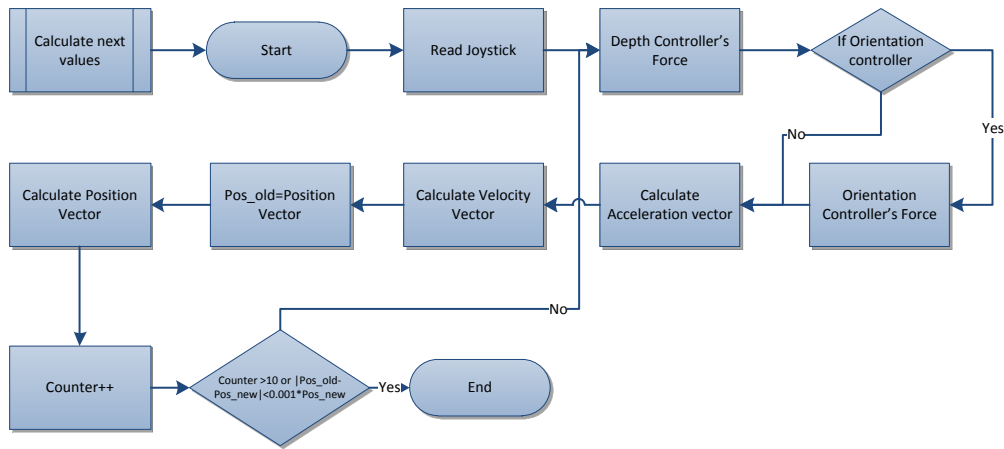 Calculate next
values
Start
Read Joystick
Depth Controller's
Force
If Orientation
controller
Yes
No
Orientation
Controller's Force
Calculate
Acceleration vector
Calculate Velocity
Vector
Pos_old=Position
Vector
Calculate Position
Vector
Counter++
Counter >10 or |Pos_old-
Pos_new|<0.001*Pos_new
No
Yes
End